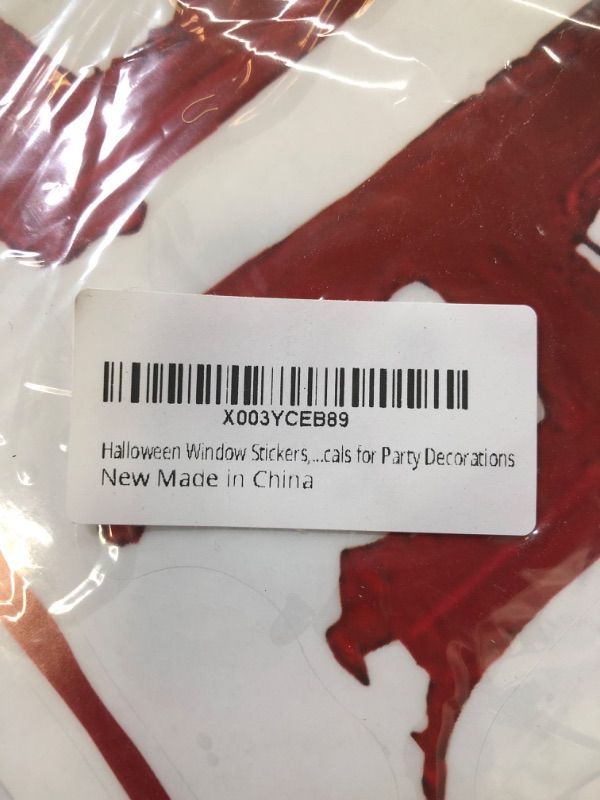 X003YCEB89
Halloween Window Stickers,...cals for Party Decorations
New Made in China